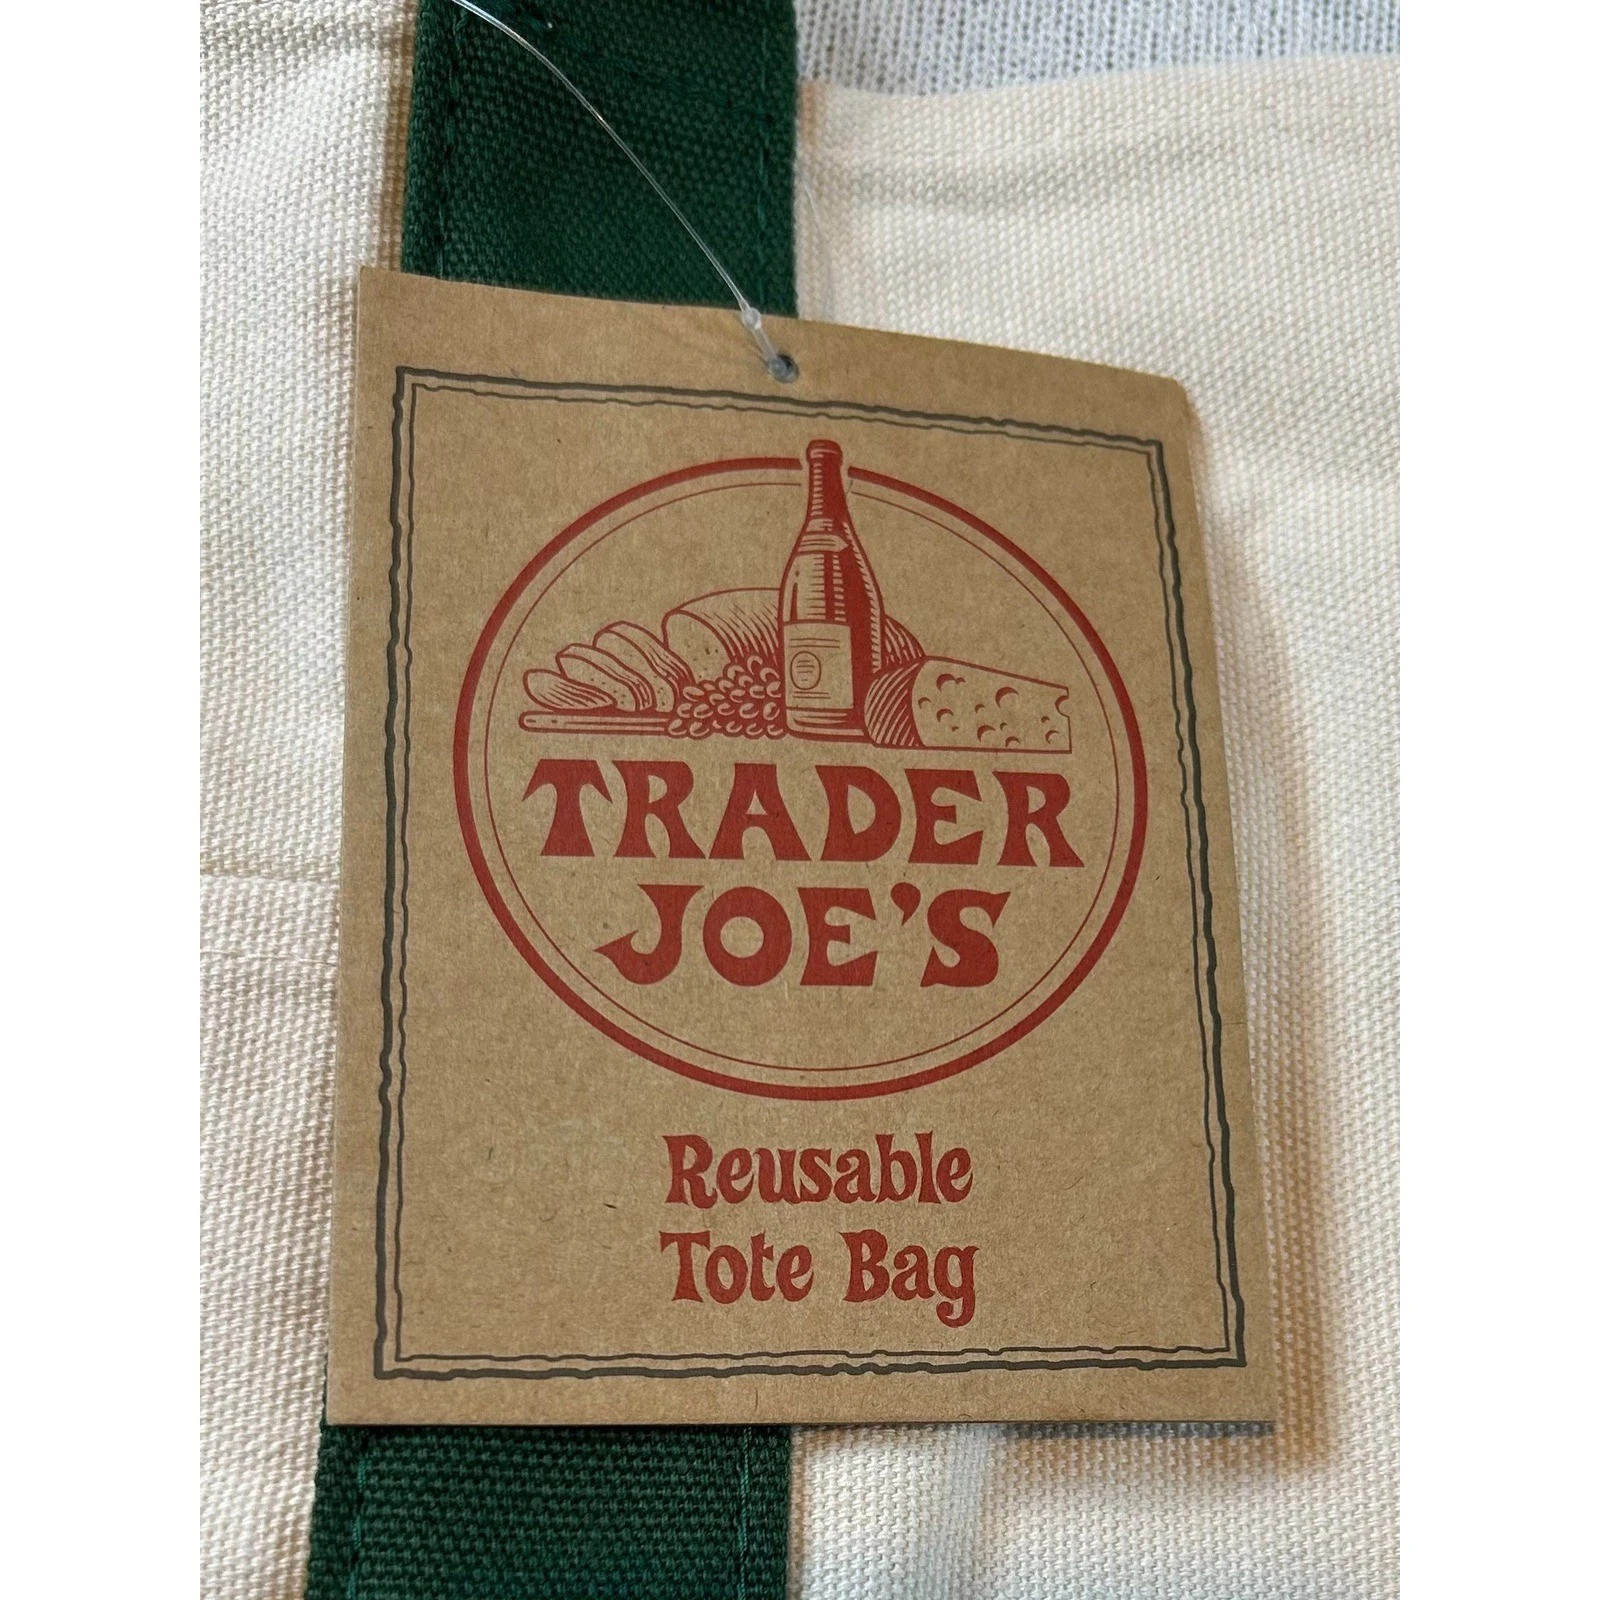 TRADER
JOE'S
Reusable
Tote Bag